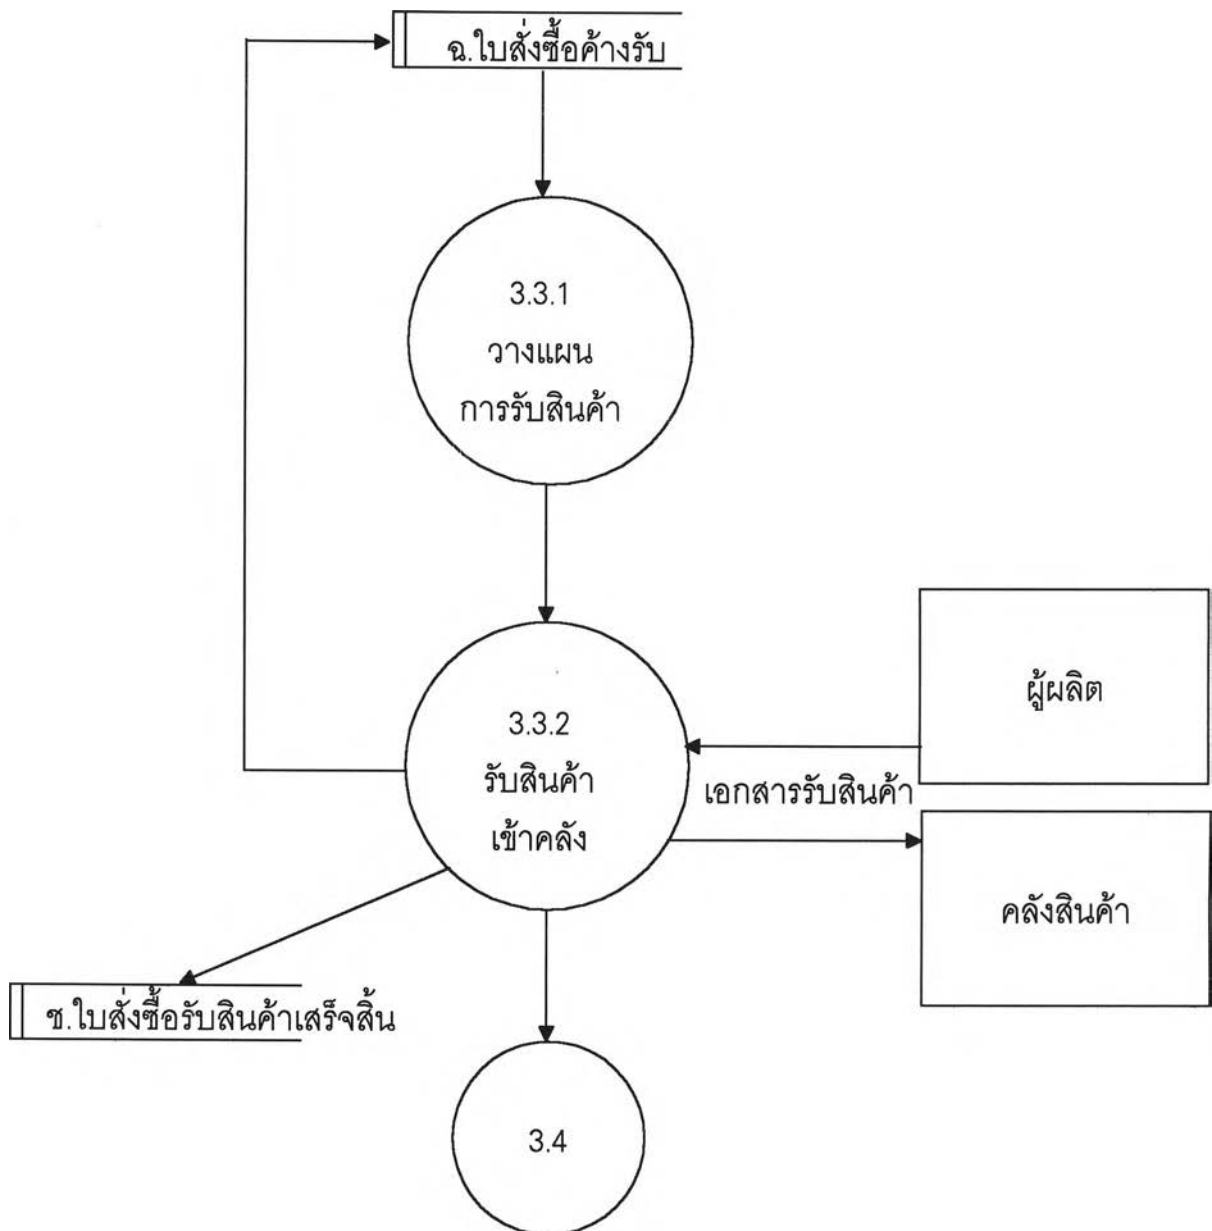 ฉ.ใบสั่งซื้อค้างรับ
3.3.1
วางแผน
การรับสินค้า
3.3.2
รับสินค้า
เข้าคลัง
ผู้ผลิต
เอกสารรับสินค้า
คลังสินค้า
ช.ใบสั่งซื้อรับสินค้าเสร็จสิ้น
3.4